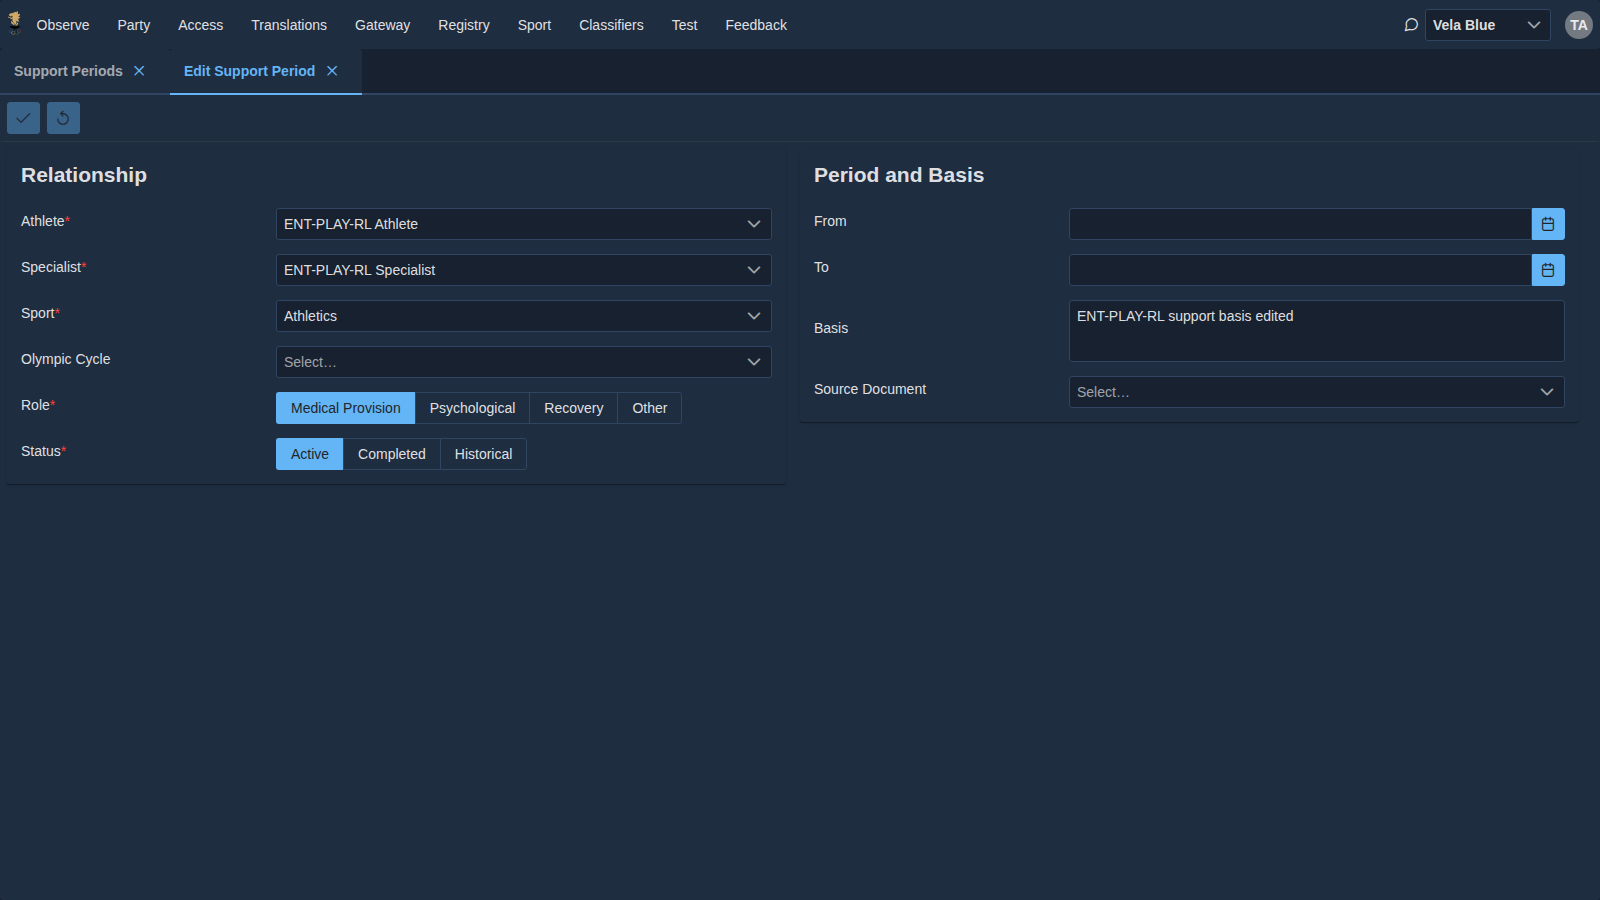 Observe Party Access Translations Gateway Registry Sport Classifiers Test Feedback Vela Blue TA
Support Periods Edit Support Period
Relationship
Athlete* ENT-PLAY-RL Athlete
Specialist* ENT-PLAY-RL Specialist
Sport* Athletics
Olympic Cycle Select...
Role* Medical Provision Psychological Recovery Other
Status* Active Completed Historical
Period and Basis
From
To
Basis ENT-PLAY-RL support basis edited
Source Document Select...